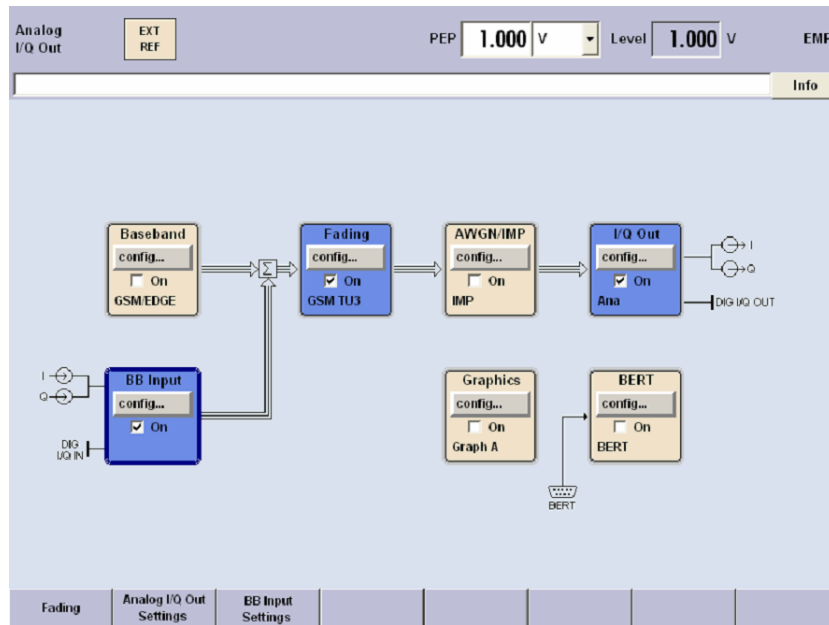 Analog
I/Q Out
EXT
REF
PEP 1.000 V Level 1.000 V
Info
Baseband
config...
On
GSM/EDGE
Σ
Fading
config...
On
GSM TU3
AWGN/IMP
config...
On
IMP
I/Q Out
config...
On
Ana
I
Q
DIG I/Q OUT
I
Q
DIG
I/Q IN
BB Input
config...
On
Graphics
config...
On
Graph A
BERT
config...
On
BERT
BERT
Fading
Analog I/Q Out
Settings
BB Input
Settings